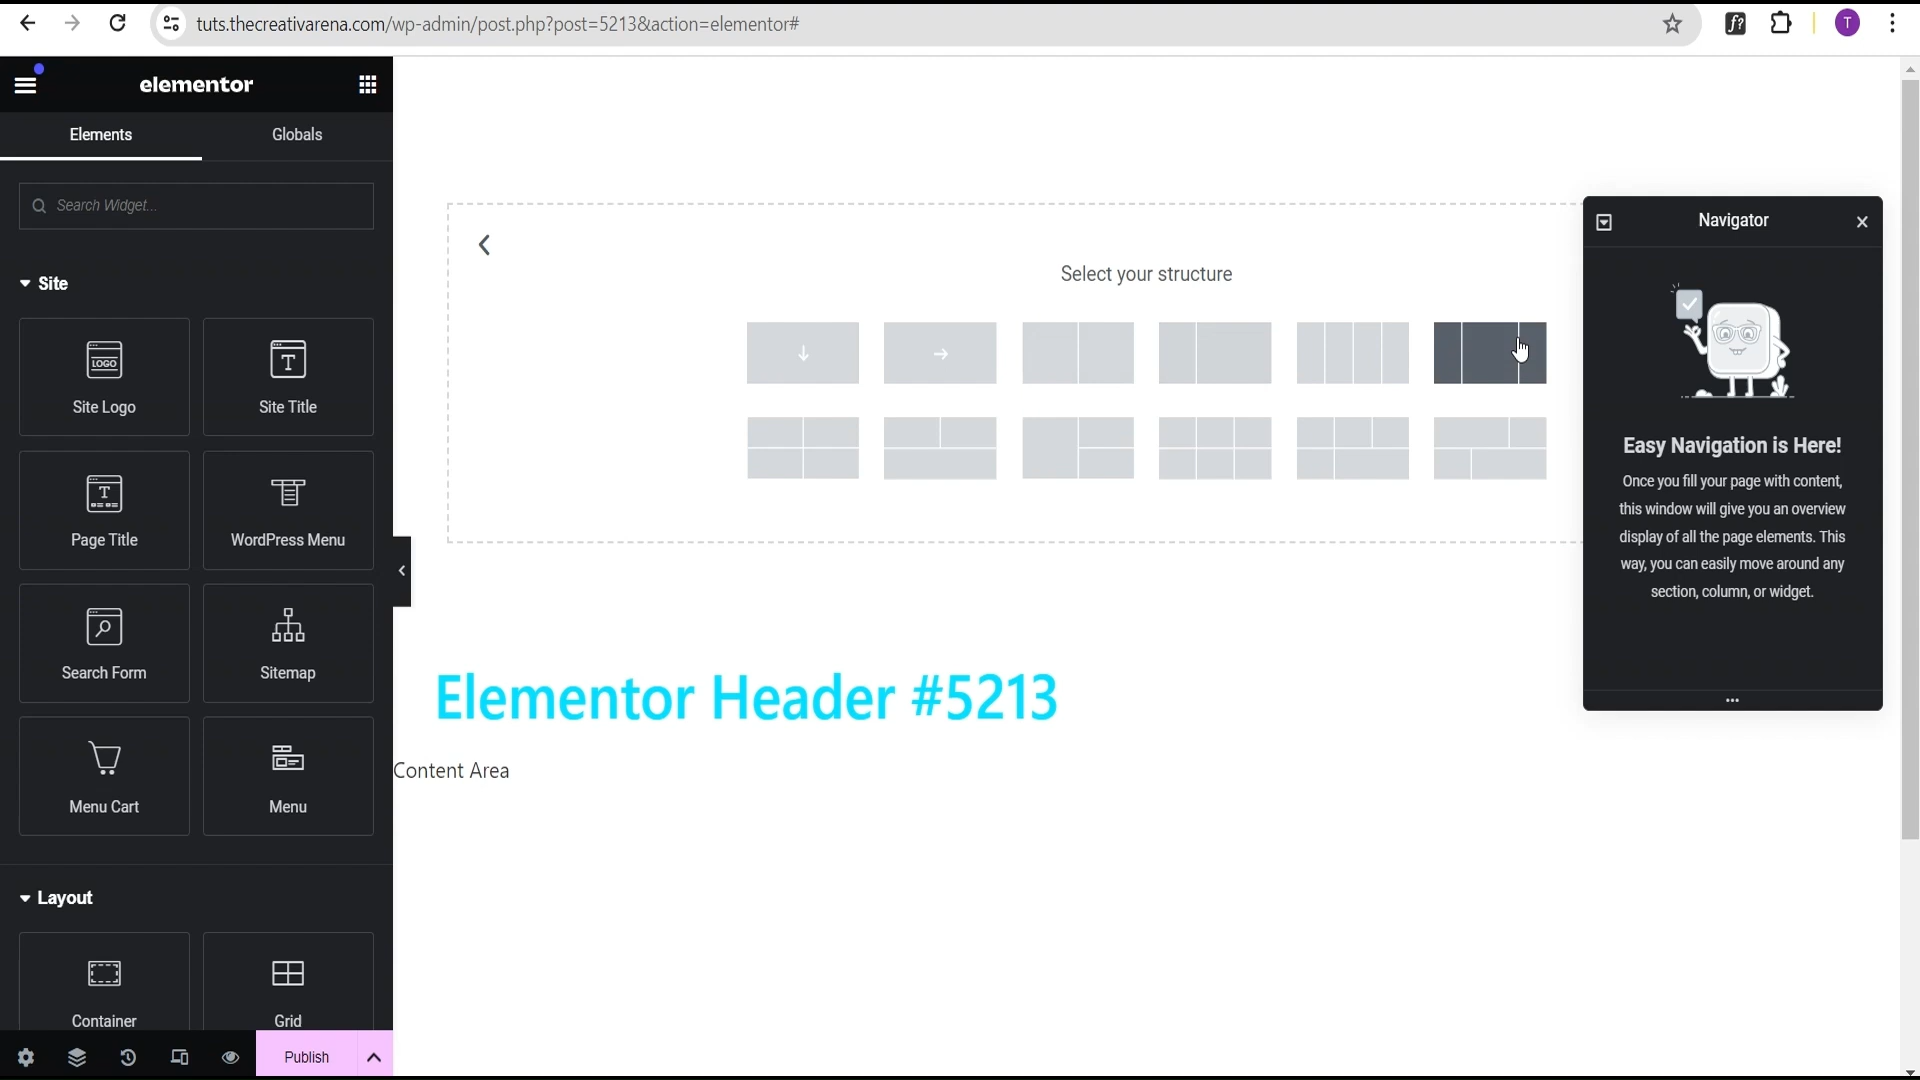 tuts.thecreativarena.com/wp-admin/post.php?post=5213&action=elementor#
f?
T
elementor
Elements
Globals
Search Widget...
Site
LOGO
Site Logo
T
Site Title
T
Page Title
WordPress Menu
Search Form
Sitemap
Menu Cart
Menu
Layout
Container
Grid
Publish
Select your structure
Elementor Header #5213
Content Area
Navigator
Easy Navigation is Here!
Once you fill your page with content,
this window will give you an overview
display of all the page elements. This
way, you can easily move around any
section, column, or widget.